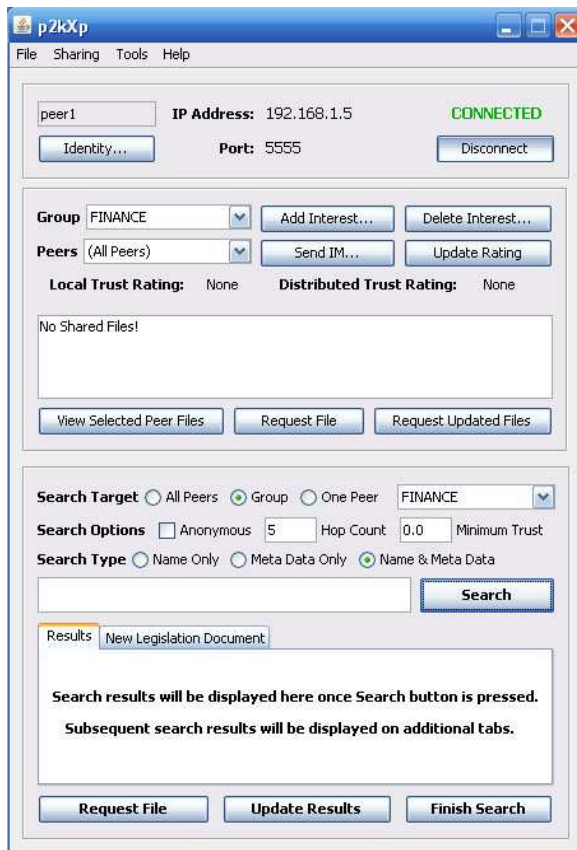 p2kXp
File Sharing Tools Help
peer1 IP Address: 192.168.1.5 CONNECTED
Identity... Port: 5555 Disconnect
Group FINANCE Add Interest... Delete Interest...
Peers (All Peers) Send IM... Update Rating
Local Trust Rating: None Distributed Trust Rating: None
No Shared Files!
View Selected Peer Files Request File Request Updated Files
Search Target All Peers Group One Peer FINANCE
Search Options Anonymous 5 Hop Count 0.0 Minimum Trust
Search Type Name Only Meta Data Only Name & Meta Data
Search
Results New Legislation Document
Search results will be displayed here once Search button is pressed.
Subsequent search results will be displayed on additional tabs.
Request File Update Results Finish Search